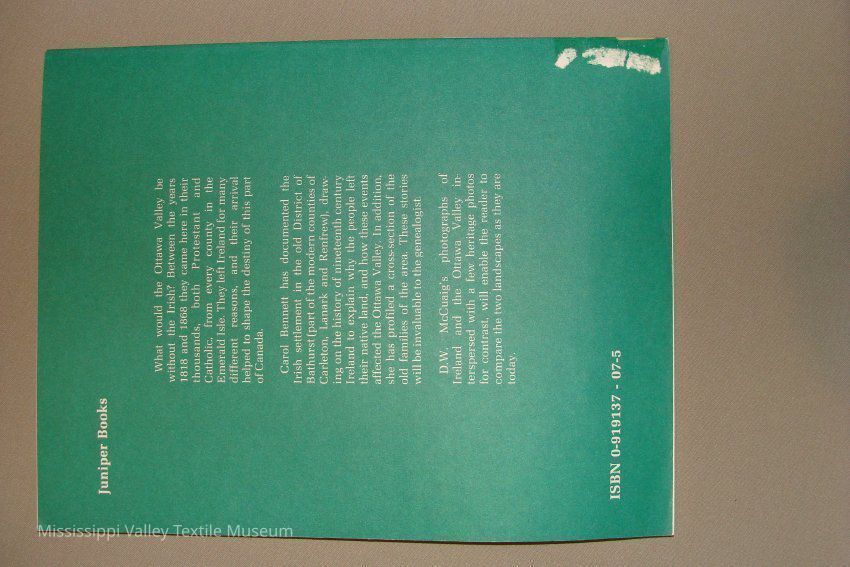 Juniper Books
What would the Ottawa Valley be
without the Irish? Between the years
1818 and 1868 they came here in their
thousands, both Protestant and
Catholic, from every county in the
Emerald Isle. They left Ireland for many
different reasons, and their arrival
helped to shape the destiny of this part
of Canada.
Carol Bennett has documented the
Irish settlement in the old District of
Bathurst (part of the modern counties of
Carleton, Lanark and Renfrew), draw-
ing on the history of nineteenth century
Ireland to explain why the people left
their native land, and how these events
affected the Ottawa Valley. In addition,
she has profiled a cross-section of the
old families of the area. These stories
will be invaluable to the genealogist.
D.W. McCuaig's photographs of
Ireland and the Ottawa Valley in-
terspersed with a few heritage photos
for contrast, will enable the reader to
compare the two landscapes as they are
today.
ISBN 0-919137 - 07-5
Mississippi Valley Textile Museum